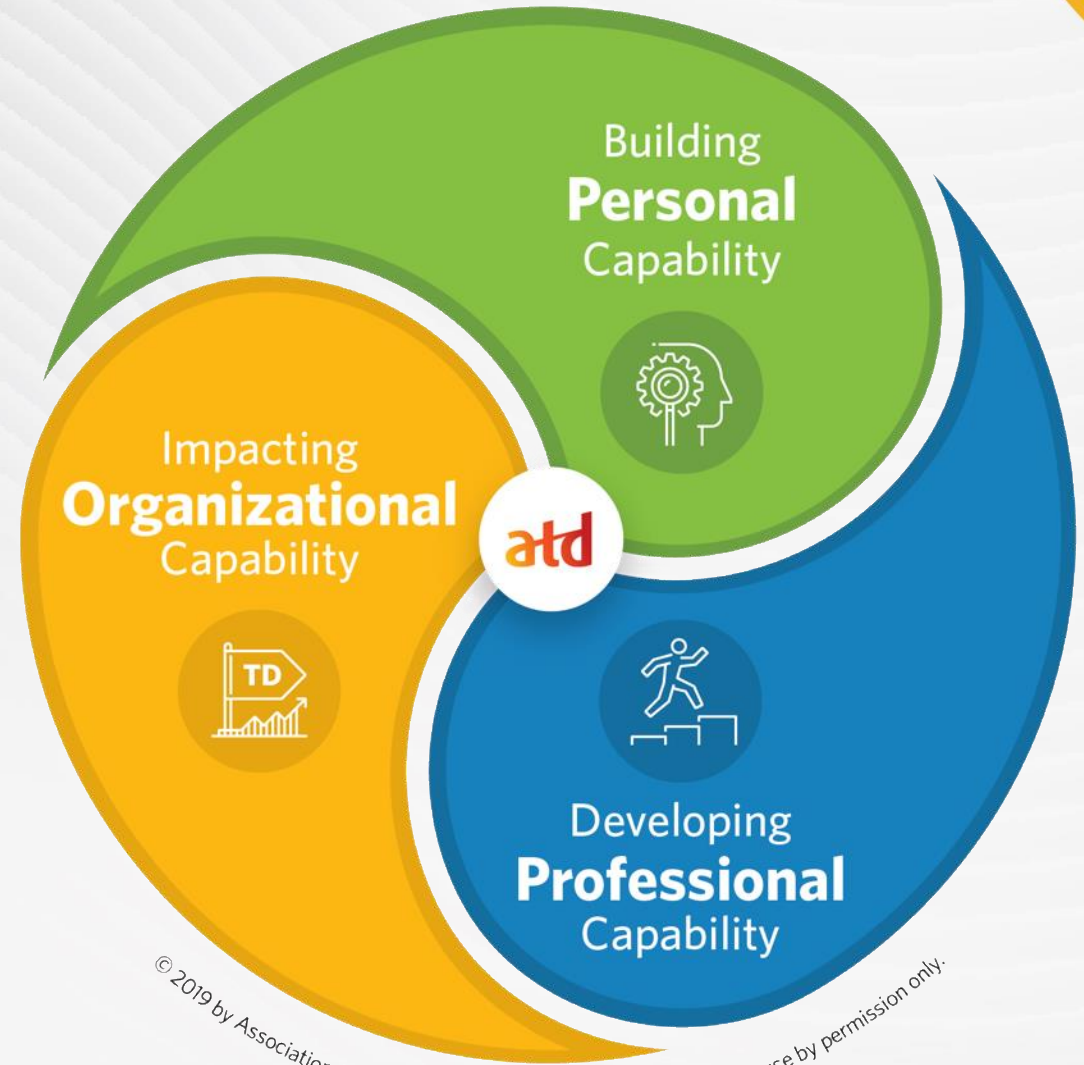 Building
Personal
Capability
Impacting
Organizational
Capability
TD
atd
Developing
Professional
Capability
© 2019 by Association
by permission only.